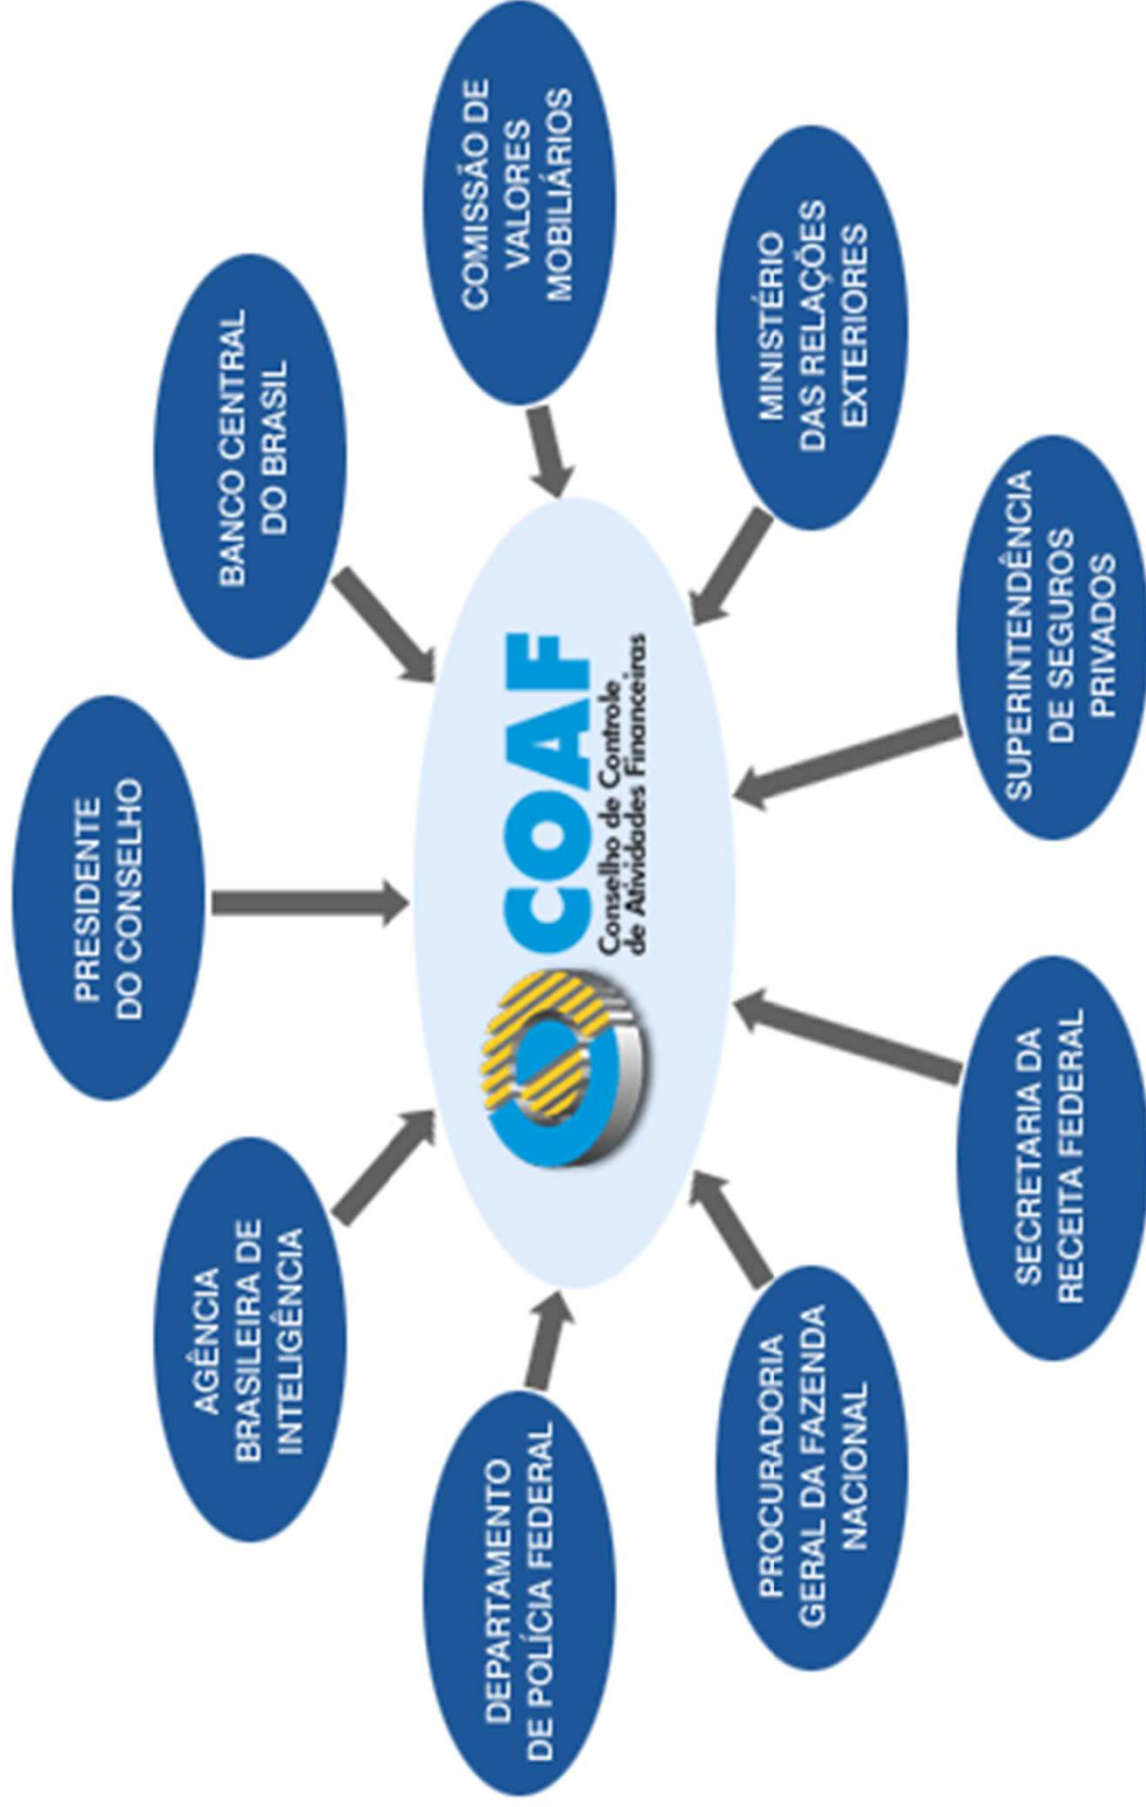 PRESIDENTE
DO CONSELHO
BANCO CENTRAL
DO BRASIL
COMISSÃO DE
VALORES
MOBILIÁRIOS
MINISTÉRIO
DAS RELAÇÕES
EXTERIORES
SUPERINTENDÊNCIA
DE SEGUROS
PRIVADOS
SECRETARIA DA
RECEITA FEDERAL
PROCURADORIA
GERAL DA FAZENDA
NACIONAL
DEPARTAMENTO
DE POLÍCIA FEDERAL
AGÊNCIA
BRASILEIRA DE
INTELIGÊNCIA
COAF
Conselho de Controle
de Atividades Financeiras